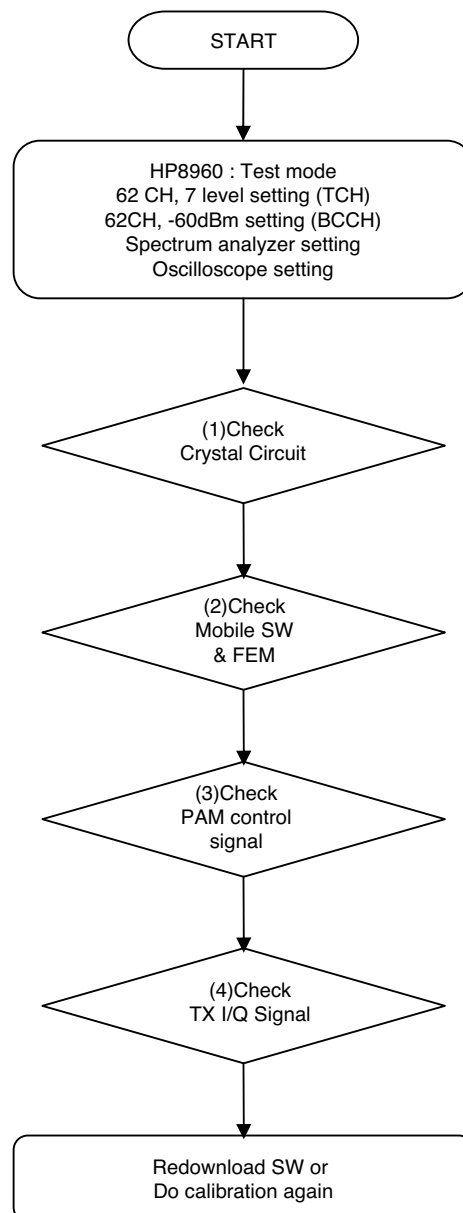 START
HP8960 : Test mode
62 CH, 7 level setting (TCH)
62CH, -60dBm setting (BCCH)
Spectrum analyzer setting
Oscilloscope setting
(1)Check
Crystal Circuit
(2)Check
Mobile SW
& FEM
(3)Check
PAM control
signal
(4)Check
TX I/Q Signal
Redownload SW or
Do calibration again